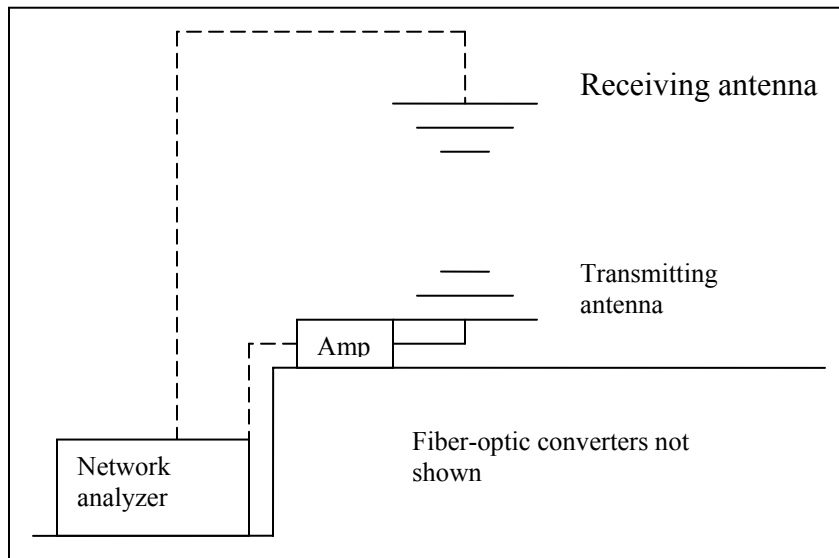 Receiving antenna
Transmitting
antenna
Amp
Fiber-optic converters not
shown
Network
analyzer